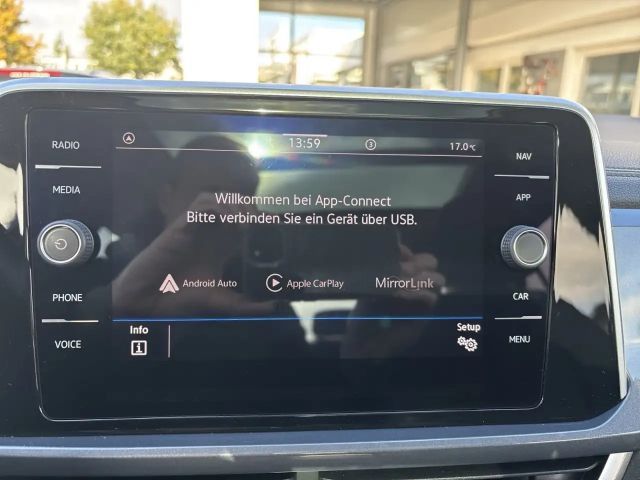 RADIO
MEDIA
PHONE
VOICE
13:59
3
17.0°C
Willkommen bei App-Connect
Bitte verbinden Sie ein Gerät über USB.
Android Auto
Apple CarPlay
MirrorLink
Info
Setup
NAV
APP
CAR
MENU